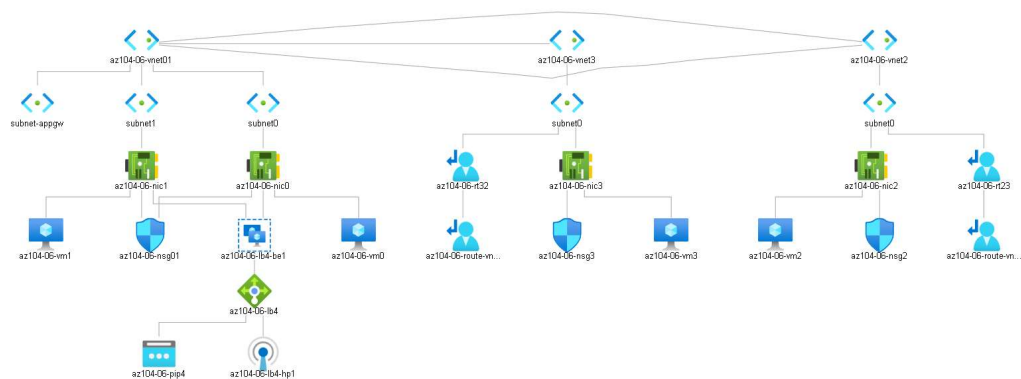 az104-06-vnet01
az104-06-vnet3
az104-06-vnet2
subnet-appgw
subnet1
subnet0
subnet0
subnet0
az104-06-nic1
az104-06-nic0
az104-06-rt32
az104-06-nic3
az104-06-nic2
az104-06-rt23
az104-06-vm1
az104-06-nsg01
az104-06-lb4-be1
az104-06-vm0
az104-06-route-vn...
az104-06-nsg3
az104-06-vm3
az104-06-vm2
az104-06-nsg2
az104-06-route-vn...
az104-06-lb4
az104-06-pip4
az104-06-lb4-hp1